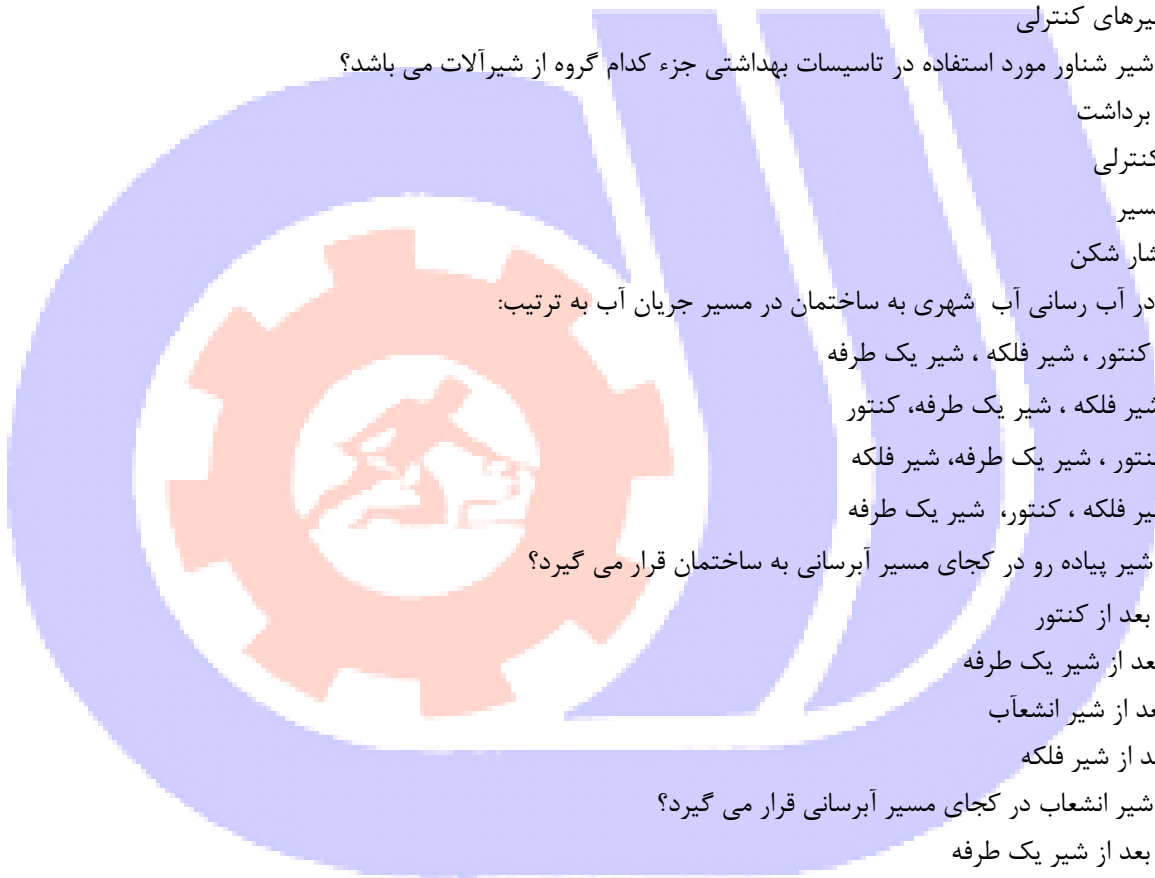 یرهای کنترلی
شیر شناور مورد استفاده در تاسیسات بهداشتی جزء کدام گروه از شیرآلات می باشد؟
برداشت
کنترلی
سیر
شار شکن
در آب رسانی آب شهری به ساختمان در مسیر جریان آب به ترتیب:
کنتور ، شیر فلکه ، شیر یک طرفه
شیر فلکه ، شیر یک طرفه، کنتور
نتور ، شیر یک طرفه، شیر فلکه
یر فلکه ، کنتور، شیر یک طرفه
شیر پیاده رو در کجای مسیر آبرسانی به ساختمان قرار می گیرد؟
بعد از کنتور
عد از شیر یک طرفه
عد از شیر انشعآب
د از شیر فلکه
شیر انشعاب در کجای مسیر آبرسانی قرار می گیرد؟
بعد از شیر یک طرفه